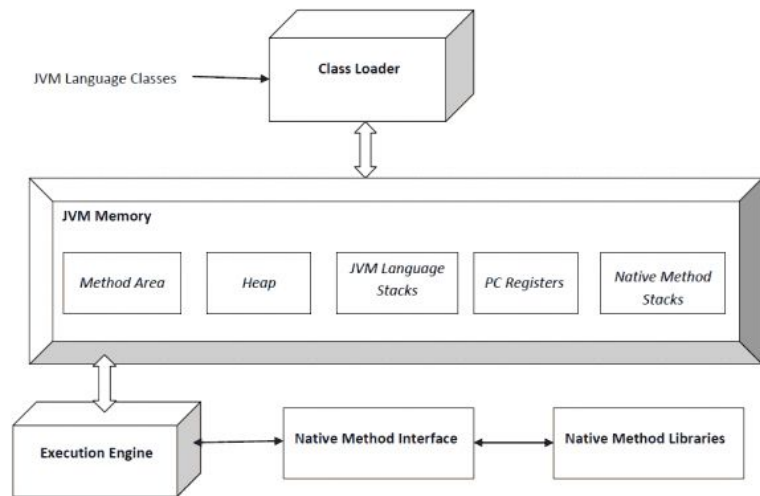 Class Loader
JVM Language Classes
JVM Memory
Method Area
Heap
JVM Language
Stacks
PC Registers
Native Method
Stacks
Execution Engine
Native Method Interface
Native Method Libraries